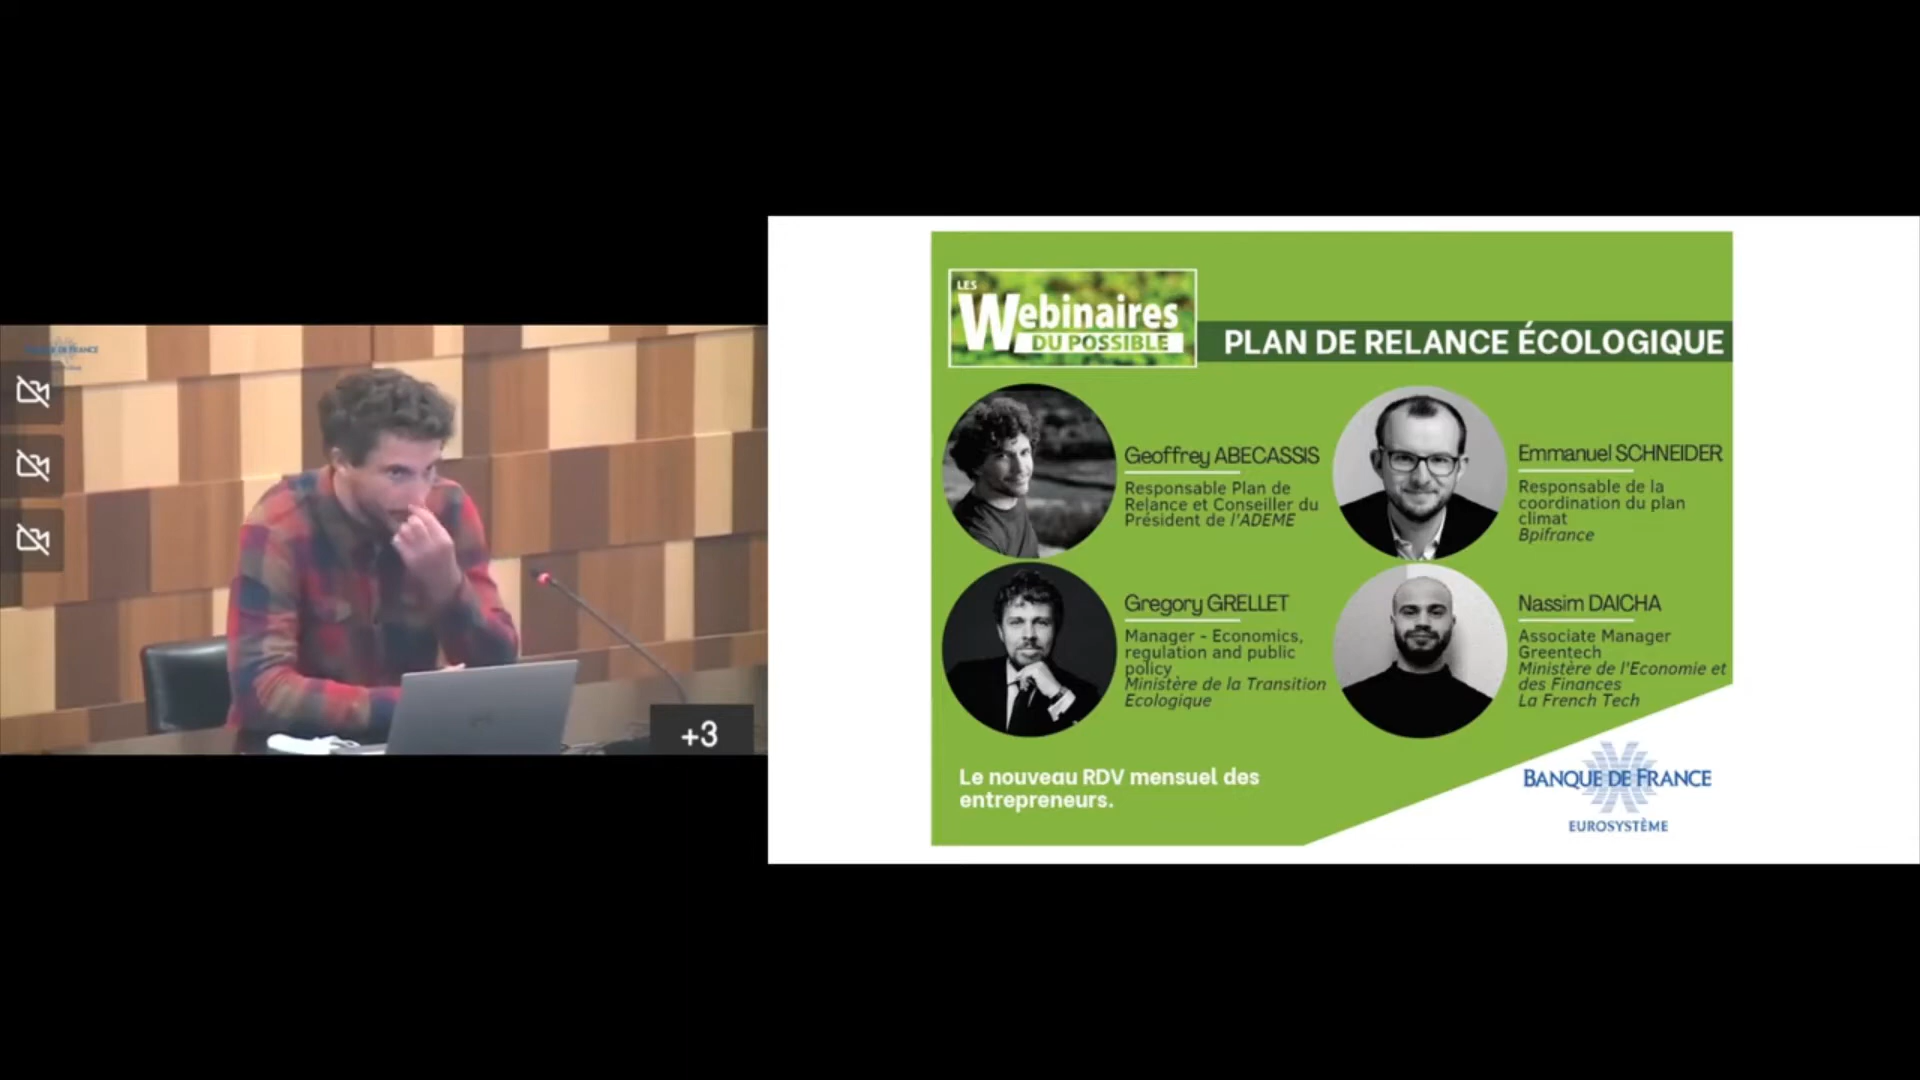 BANQUE DE FRANCE
+3
LES
Webinaires
DU POSSIBLE
PLAN DE RELANCE ÉCOLOGIQUE
Geoffrey ABECASSIS
Responsable Plan de
Relance et Conseiller du
Président de l'ADEME
Emmanuel SCHNEIDER
Responsable de la
coordination du plan
climat
Bpifrance
Gregory GRELLET
Manager - Economics,
regulation and public
policy
Ministère de la Transition
Ecologique
Nassim DAICHA
Associate Manager
Greentech
Ministère de l'Economie et
des Finances
La French Tech
Le nouveau RDV mensuel des
entrepreneurs.
BANQUE DE FRANCE
EUROSYSTÈME